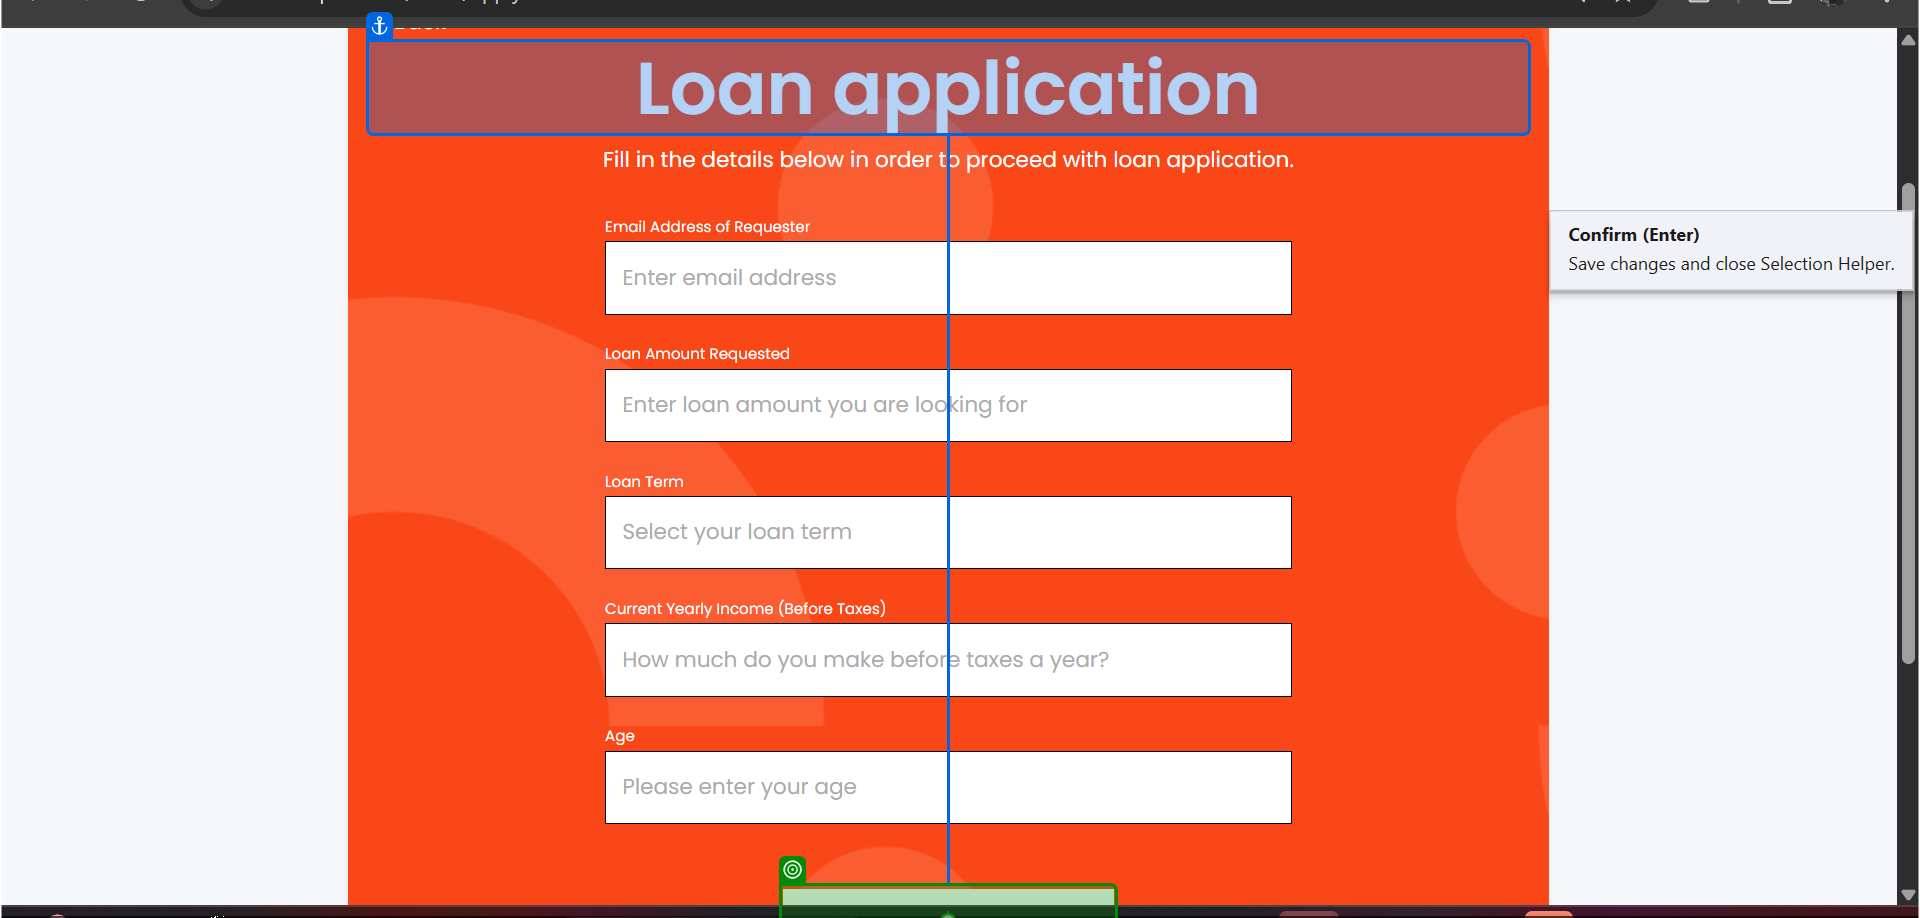 Loan application
Fill in the details below in order to proceed with loan application.
Email Address of Requester
Enter email address
Confirm (Enter)
Save changes and close Selection Helper.
Loan Amount Requested
Enter loan amount you are looking for
Loan Term
Select your loan term
Current Yearly Income (Before Taxes)
How much do you make before taxes a year?
Age
Please enter your age